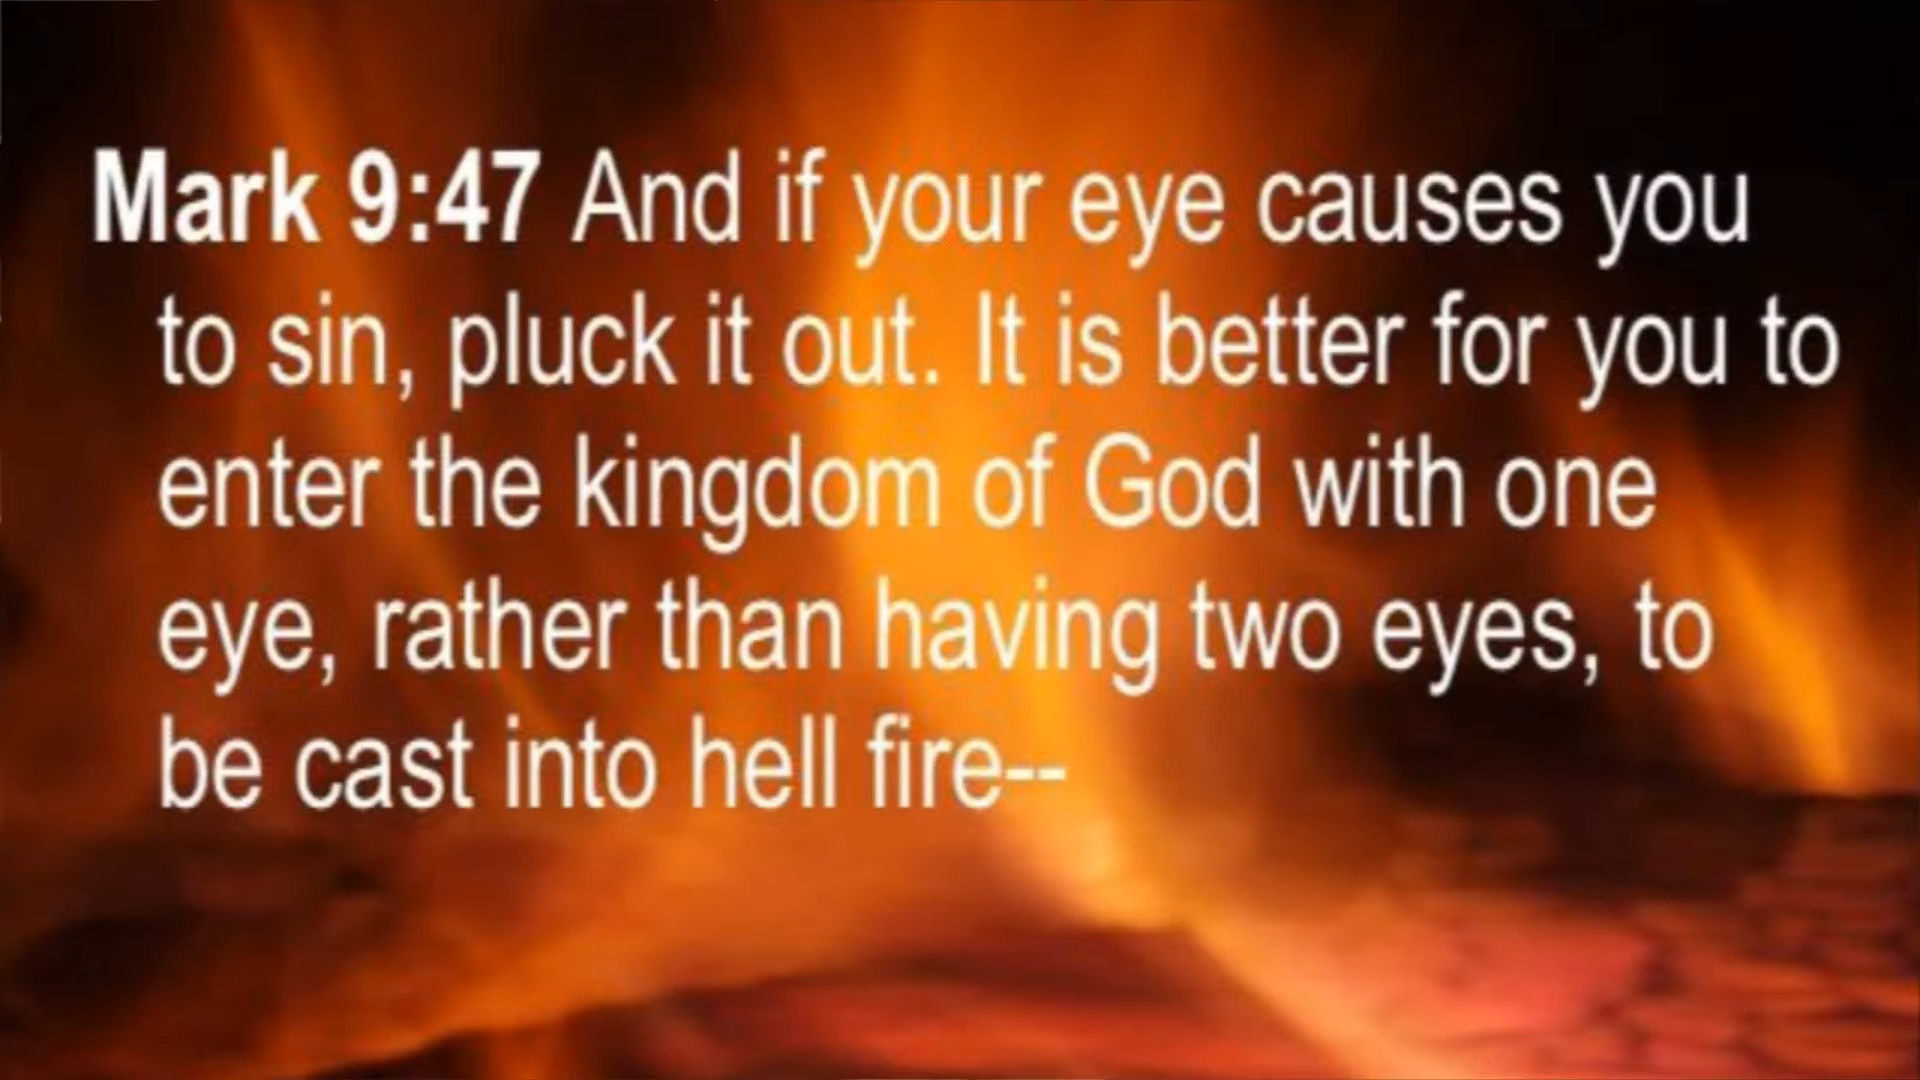 Mark 9:47 And if your eye causes you
to sin, pluck it out. It is better for you to
enter the kingdom of God with one
eye, rather than having two eyes, to
be cast into hell fire--